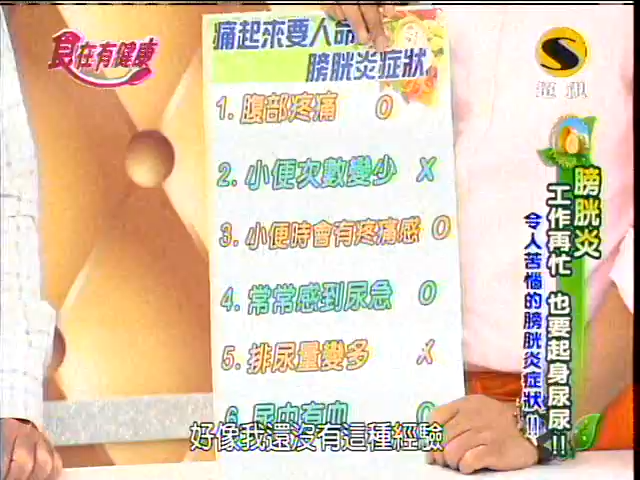 食在有健康
痛起來要人命
膀胱炎症狀
1. 腹部疼痛 O
2. 小便次數變少 X
3. 小便時會有疼痛感 O
4. 常常感到尿急 O
5. 排尿量變多 X
6. 尿中有血 O
膀胱炎
工作再忙 也要起身尿尿!!
令人苦惱的膀胱炎症狀!!
好像我還沒有這種經驗